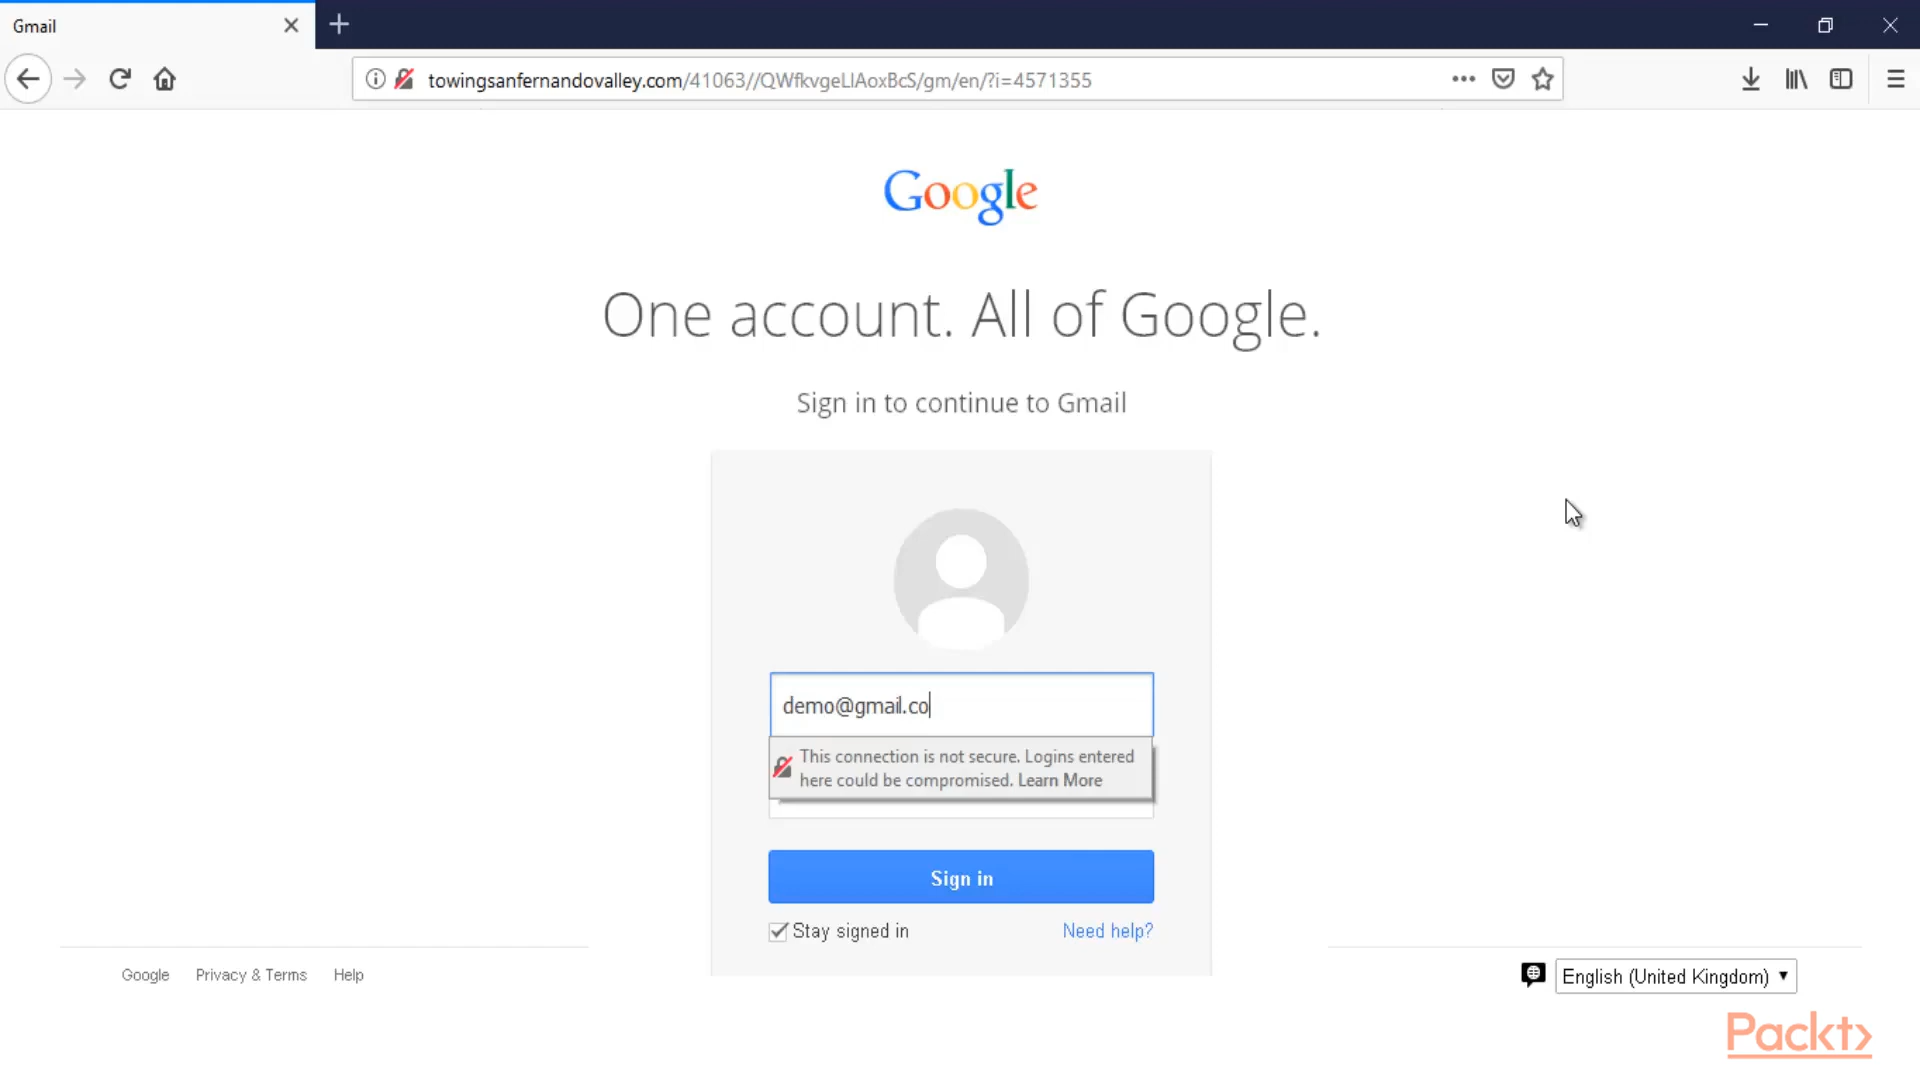 Gmail
towingsanfernandovalley.com/41063//QWfkvgeLlAoxBcS/gm/en/?i=4571355
Google
One account. All of Google.
Sign in to continue to Gmail
demo@gmail.co
This connection is not secure. Logins entered
here could be compromised. Learn More
Sign in
Stay signed in
Need help?
Google
Privacy & Terms
Help
English (United Kingdom)
Packt>